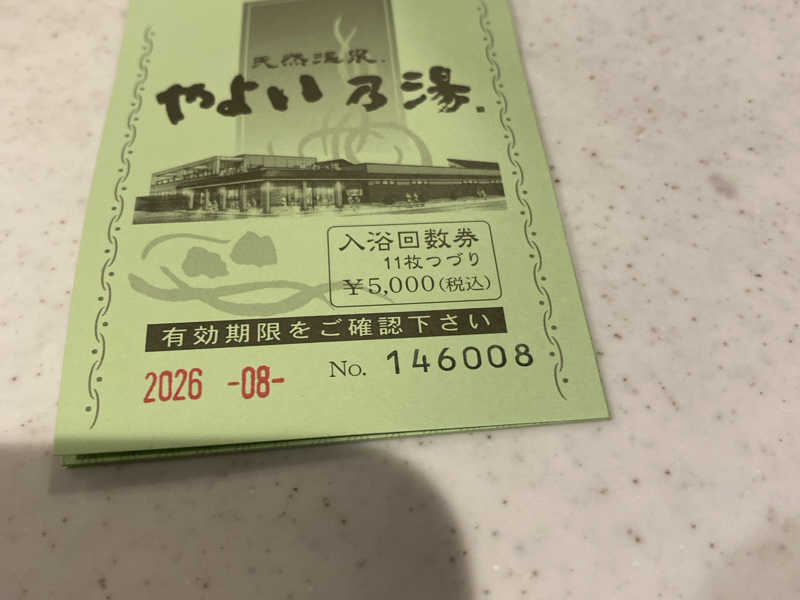 天然温泉
やよい乃湯
入浴回数券
11枚つづり
¥5,000(税込)
有効期限をご確認下さい
2026 -08- No. 146008